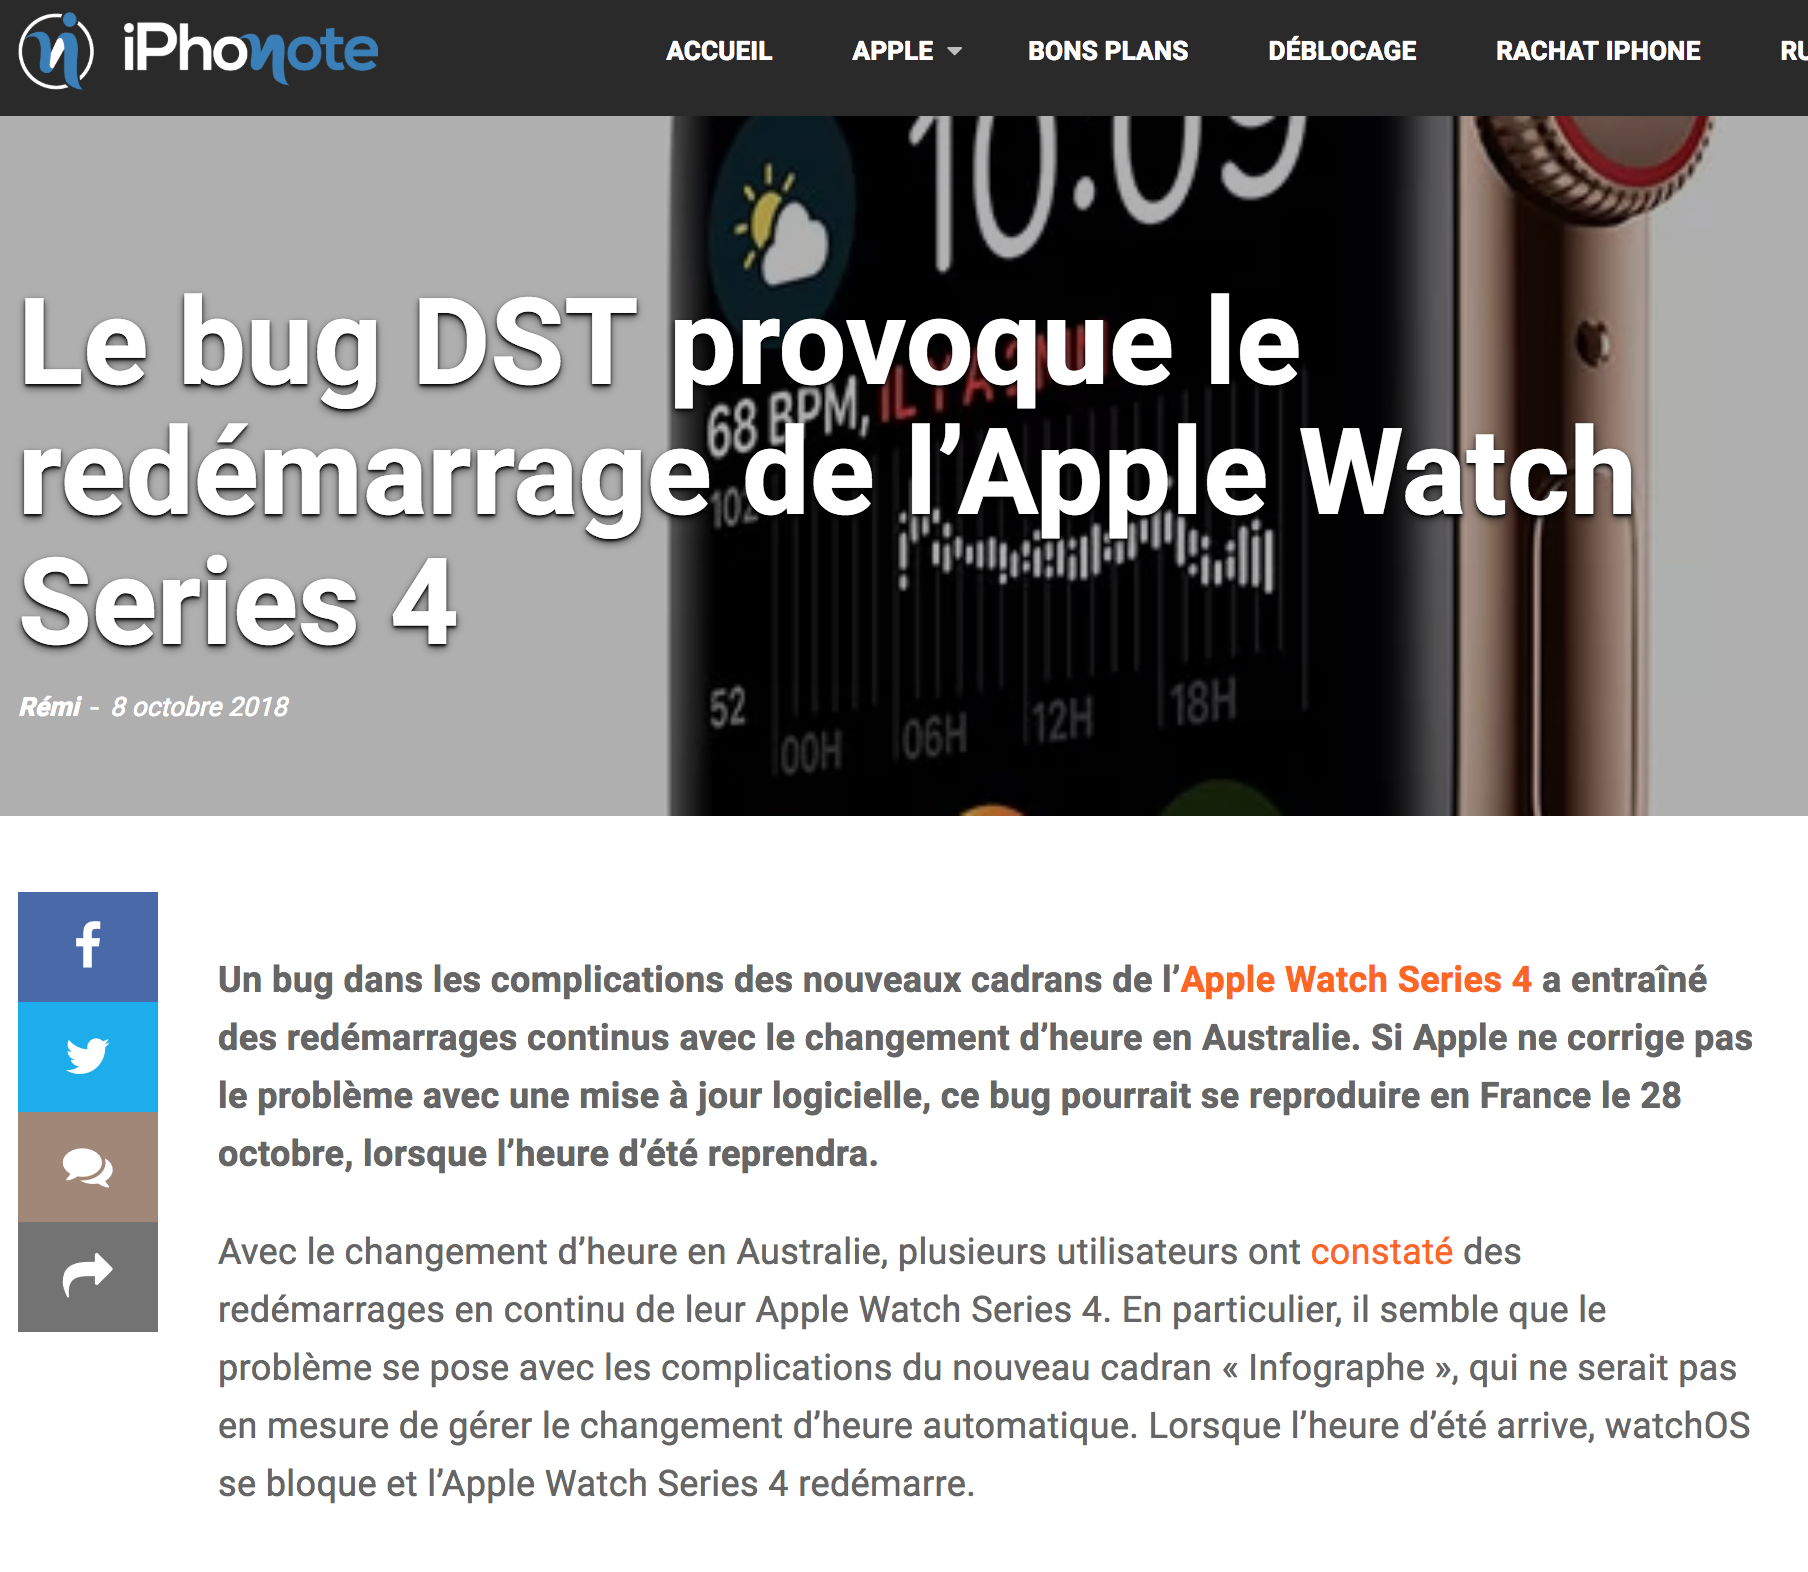 iPhonote
ACCUEIL APPLE BONS PLANS DÉBLOCAGE RACHAT IPHONE RU
10:09
Le bug DST provoque le
68 BPM, IL Y A
redémarrage de l’Apple Watch
102
Series 4
52
00H 06H 12H 18H
Rémi - 8 octobre 2018
Un bug dans les complications des nouveaux cadrans de l’Apple Watch Series 4 a entraîné
des redémarrages continus avec le changement d’heure en Australie. Si Apple ne corrige pas
le problème avec une mise à jour logicielle, ce bug pourrait se reproduire en France le 28
octobre, lorsque l’heure d’été reprendra.
Avec le changement d’heure en Australie, plusieurs utilisateurs ont constaté des
redémarrages en continu de leur Apple Watch Series 4. En particulier, il semble que le
problème se pose avec les complications du nouveau cadran « Infographe », qui ne serait pas
en mesure de gérer le changement d’heure automatique. Lorsque l’heure d’été arrive, watchOS
se bloque et l’Apple Watch Series 4 redémarre.